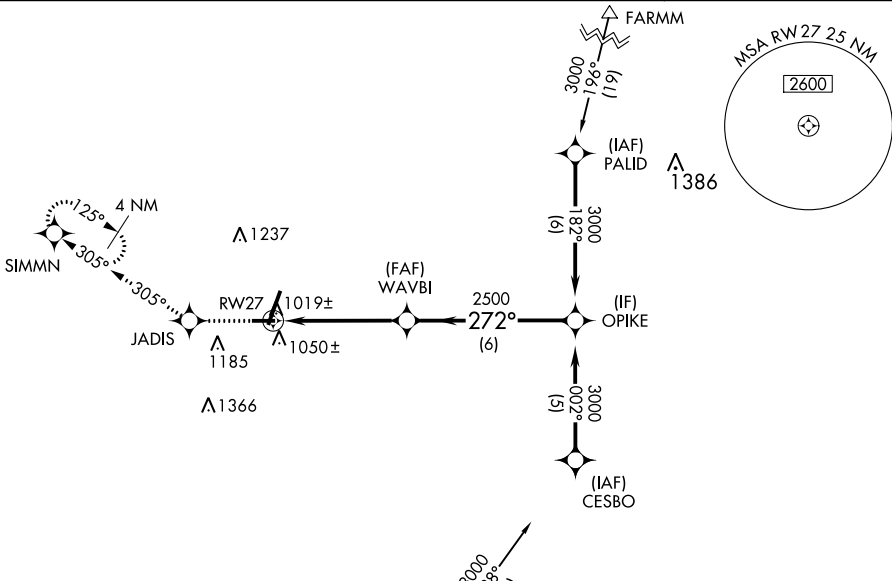 FARMM
MSA RW27 25 NM
2600
3000
196°
(19)
(IAF)
PALID
1386
3000
182°
(6)
4 NM
125°
305°
SIMMN
305°
1237
(FAF)
WAVBI
RW27
1019±
1050±
JADIS
1185
1366
2500
272°
(6)
(IF)
OPIKE
3000
002°
(5)
(IAF)
CESBO